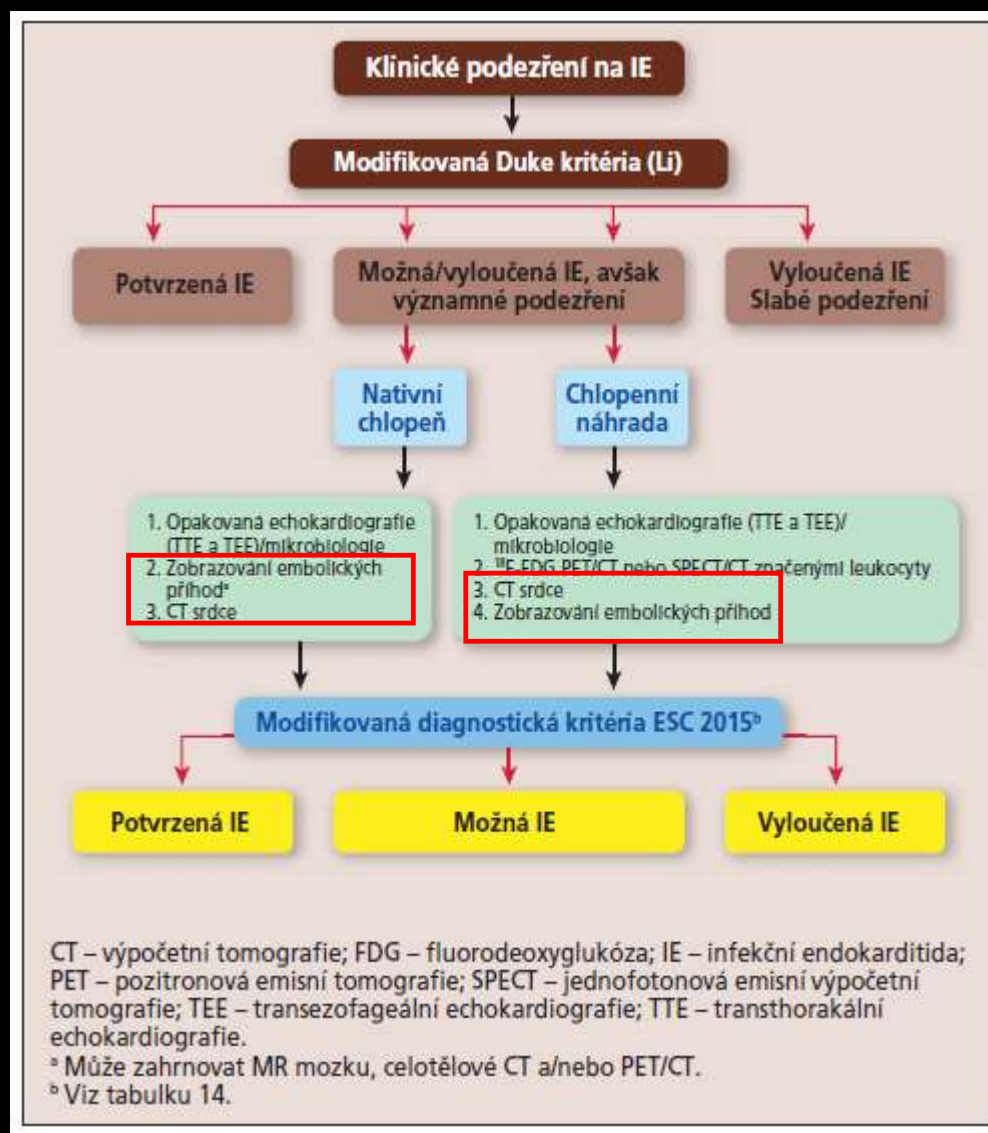 Klinické podezření na IE
Modifikovaná Duke kritéria (Li)
Potvrzená IE
Možná/vyloučená IE, avšak
významné podezření
Vyloučená IE
Slabé podezření
Nativní
chlopeň
Chlopenní
náhrada
1. Opakovaná echokardiografie
(TTE a TEE)/mikrobiologie
2. Zobrazování embolických
příhodᵃ
3. CT srdce
1. Opakovaná echokardiografie (TTE a TEE)/
mikrobiologie
2. ¹⁸F-FDG PET/CT nebo SPECT/CT značenými leukocyty
3. CT srdce
4. Zobrazování embolických příhod
Modifikovaná diagnostická kritéria ESC 2015ᵇ
Potvrzená IE
Možná IE
Vyloučená IE
CT – výpočetní tomografie; FDG – fluorodeoxyglukóza; IE – infekční endokarditida;
PET – pozitronová emisní tomografie; SPECT – jednofotonová emisní výpočetní
tomografie; TEE – transezofageální echokardiografie; TTE – transthorakální
echokardiografie.
ᵃ Může zahrnovat MR mozku, celotělové CT a/nebo PET/CT.
ᵇ Viz tabulku 14.